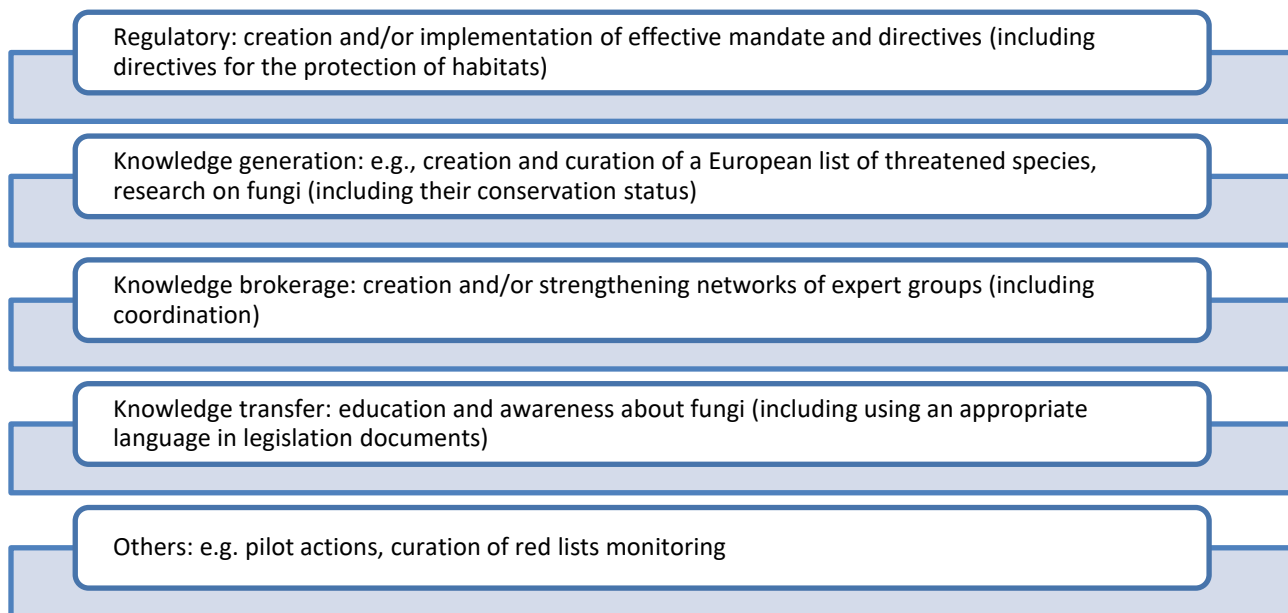 Regulatory: creation and/or implementation of effective mandate and directives (including
directives for the protection of habitats)
Knowledge generation: e.g., creation and curation of a European list of threatened species,
research on fungi (including their conservation status)
Knowledge brokerage: creation and/or strengthening networks of expert groups (including
coordination)
Knowledge transfer: education and awareness about fungi (including using an appropriate
language in legislation documents)
Others: e.g. pilot actions, curation of red lists monitoring